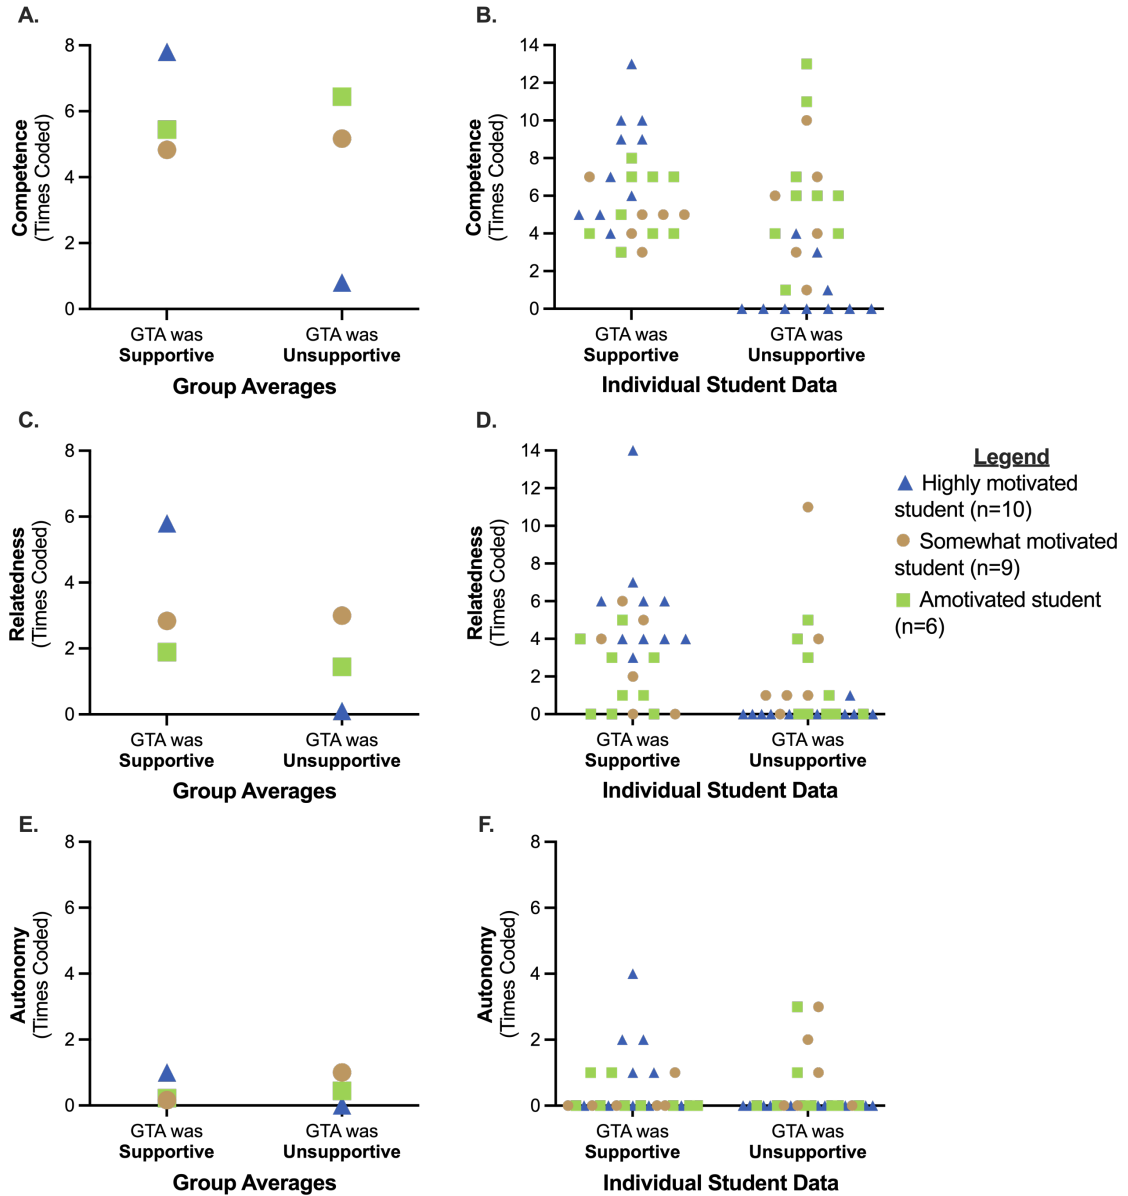 A.
8
6
4
2
0
Competence
(Times Coded)
GTA was
Supportive
GTA was
Unsupportive
Group Averages
B.
14
12
10
8
6
4
2
0
Competence
(Times Coded)
GTA was
Supportive
GTA was
Unsupportive
Individual Student Data
C.
8
6
4
2
0
Relatedness
(Times Coded)
GTA was
Supportive
GTA was
Unsupportive
Group Averages
D.
14
12
10
8
6
4
2
0
Relatedness
(Times Coded)
GTA was
Supportive
GTA was
Unsupportive
Individual Student Data
Legend
Highly motivated
student (n=10)
Somewhat motivated
student (n=9)
Amotivated student
(n=6)
E.
8
6
4
2
0
Autonomy
(Times Coded)
GTA was
Supportive
GTA was
Unsupportive
Group Averages
F.
8
6
4
2
0
Autonomy
(Times Coded)
GTA was
Supportive
GTA was
Unsupportive
Individual Student Data